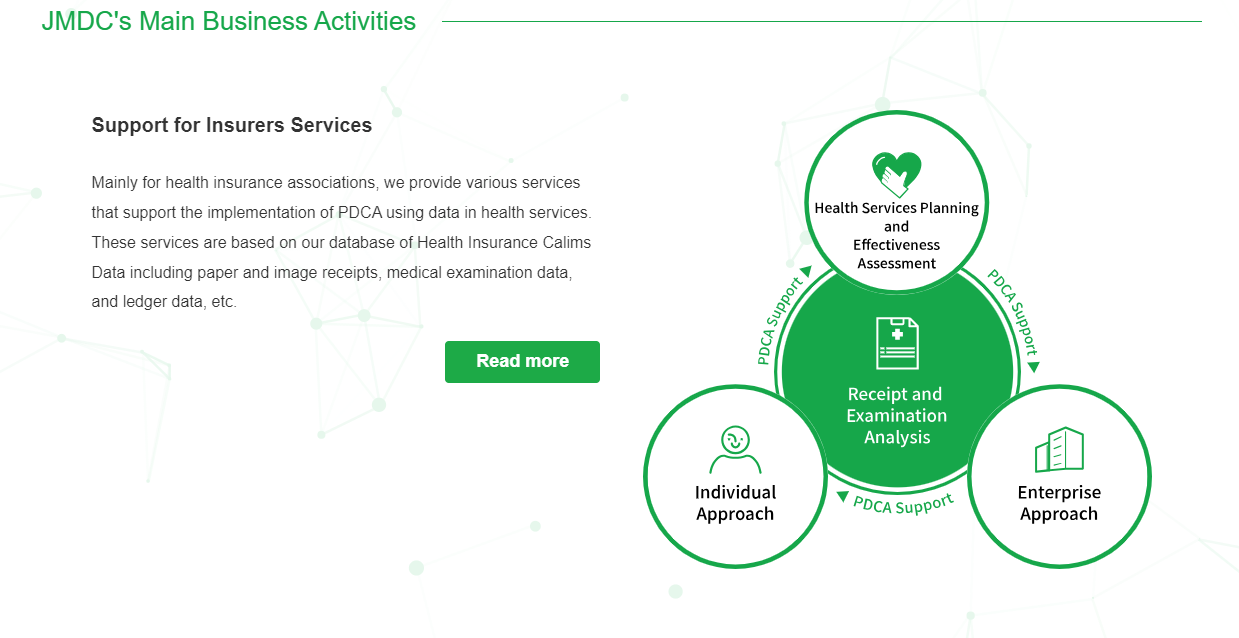 JMDC's Main Business Activities
Support for Insurers Services
Mainly for health insurance associations, we provide various services
that support the implementation of PDCA using data in health services.
These services are based on our database of Health Insurance Calims
Data including paper and image receipts, medical examination data,
and ledger data, etc.
Read more
Health Services Planning
and
Effectiveness
Assessment
PDCA Support
PDCA Support
Receipt and
Examination
Analysis
Individual
Approach
Enterprise
Approach
PDCA Support